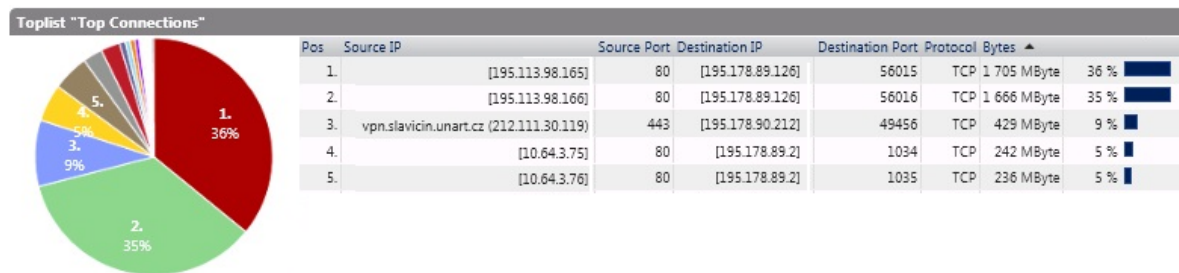 Toplist "Top Connections"
Pos Source IP Source Port Destination IP Destination Port Protocol Bytes
1. [195.113.98.165] 80 [195.178.89.126] 56015 TCP 1 705 MByte 36 %
2. [195.113.98.166] 80 [195.178.89.126] 56016 TCP 1 666 MByte 35 %
3. vpn.slavicin.unart.cz (212.111.30.119) 443 [195.178.90.212] 49456 TCP 429 MByte 9 %
4. [10.64.3.75] 80 [195.178.89.2] 1034 TCP 242 MByte 5 %
5. [10.64.3.76] 80 [195.178.89.2] 1035 TCP 236 MByte 5 %
1.
36%
2.
35%
3.
9%
4.
5%
5.